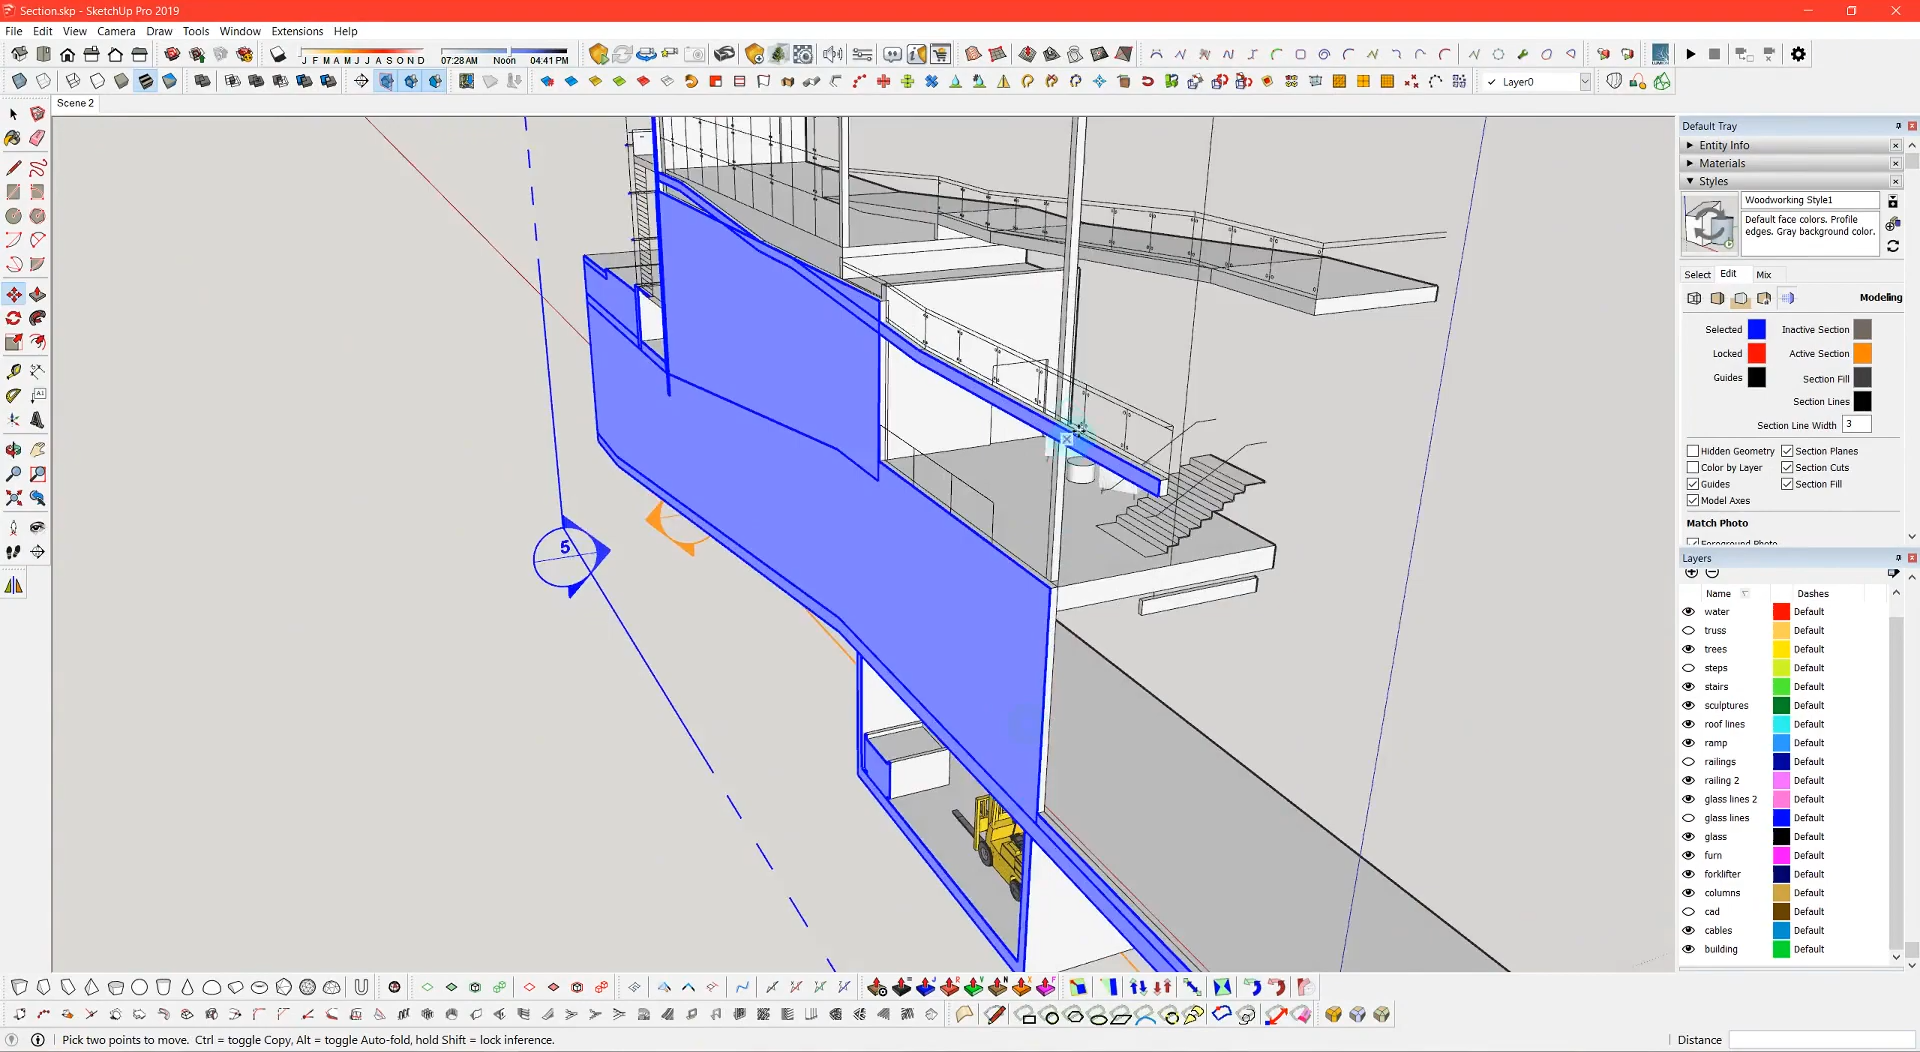 Section.skp - SketchUp Pro 2019
File Edit View Camera Draw Tools Window Extensions Help
J F M A M J J A S O N D
07:28 AM Noon 04:41 PM
Layer0
Scene 2
Default Tray
Entity Info
Materials
Styles
Woodworking Style1
Default face colors. Profile
edges. Gray background color.
Select Edit Mix
Modeling
Selected Inactive Section
Locked Active Section
Guides Section Fill
Section Lines
Section Line Width 3
Hidden Geometry Section Planes
Color by Layer Section Cuts
Guides Section Fill
Model Axes
Match Photo
Foreground Photo
5
Layers
Name Dashes
water Default
truss Default
trees Default
steps Default
stairs Default
sculptures Default
roof lines Default
ramp Default
railings Default
railing 2 Default
glass lines 2 Default
glass lines Default
glass Default
furn Default
forklifter Default
columns Default
cad Default
cables Default
building Default
Pick two points to move. Ctrl = toggle Copy, Alt = toggle Auto-fold, hold Shift = lock inference.
Distance